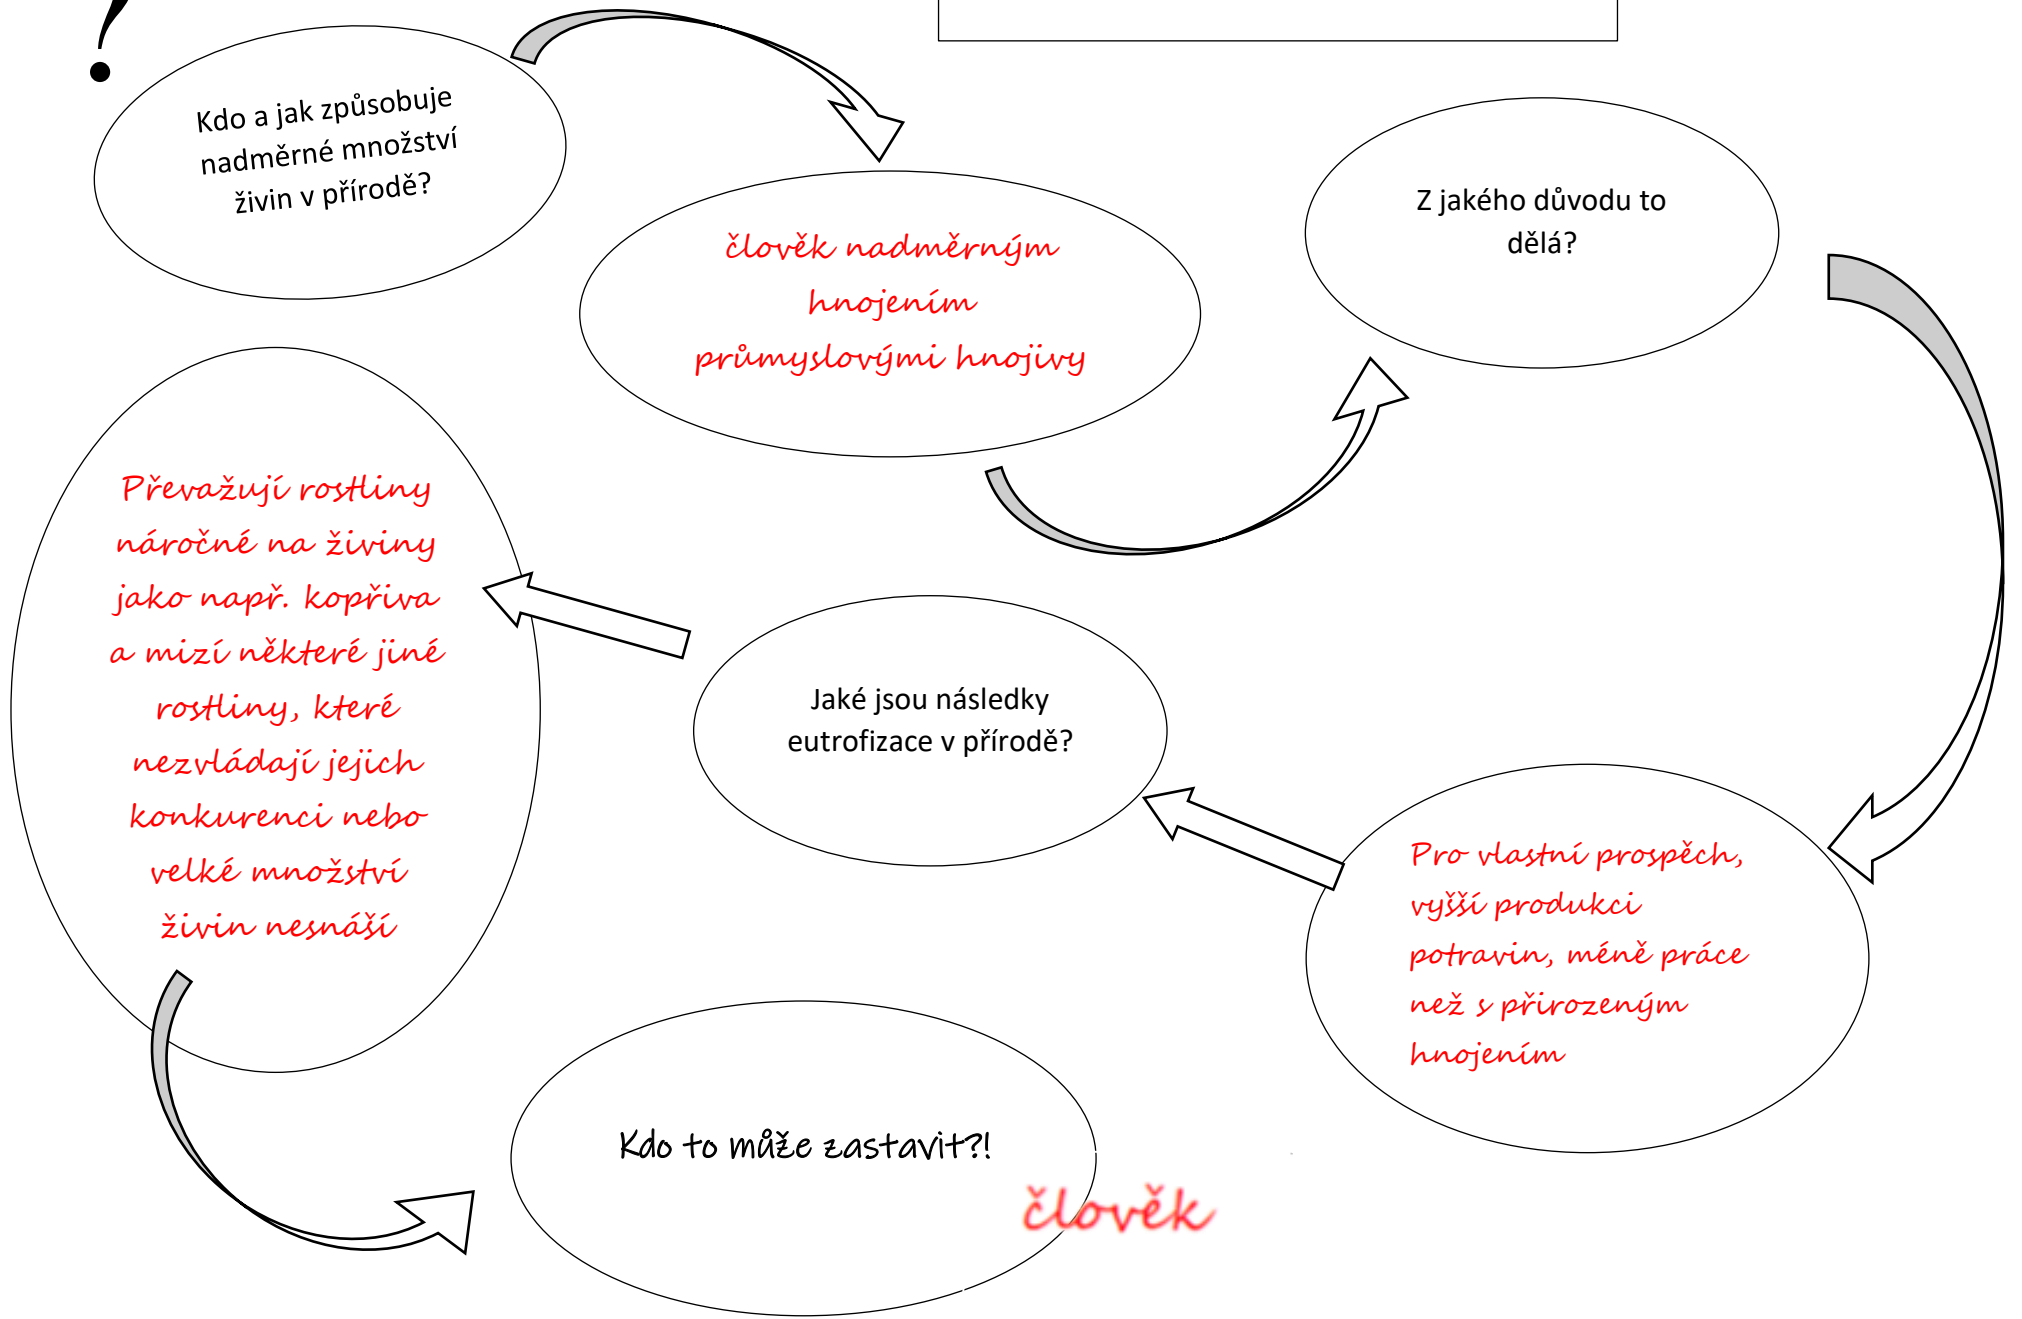 ?
Kdo a jak způsobuje
nadměrné množství
živin v přírodě?
člověk nadměrným
hnojením
průmyslovými hnojivy
Z jakého důvodu to
dělá?
Pro vlastní prospěch,
vyšší produkci
potravin, méně práce
než s přirozeným
hnojením
Jaké jsou následky
eutrofizace v přírodě?
Převažují rostliny
náročné na živiny
jako např. kopřiva
a mizí některé jiné
rostliny, které
nezvládají jejich
konkurenci nebo
velké množství
živin nesnáší
Kdo to může zastavit?!
člověk